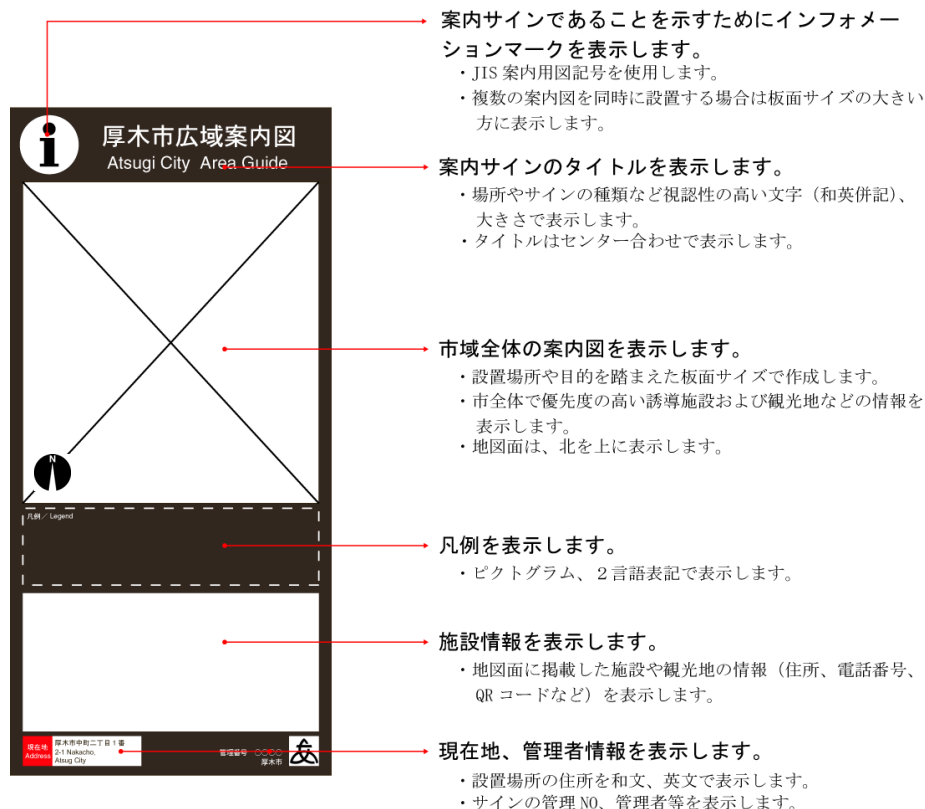 案内サインであることを示すためにインフォメー
ションマークを表示します。
・JIS 案内用図記号を使用します。
・複数の案内図を同時に設置する場合は板面サイズの大きい
方に表示します。
i
厚木市広域案内図
Atsugi City Area Guide
案内サインのタイトルを表示します。
・場所やサインの種類など視認性の高い文字（和英併記）、
大きさで表示します。
・タイトルはセンター合わせで表示します。
市域全体の案内図を表示します。
・設置場所や目的を踏まえた板面サイズで作成します。
・市全体で優先度の高い誘導施設および観光地などの情報を
表示します。
・地図面は、北を上に表示します。
N
凡例／ Legend
凡例を表示します。
・ピクトグラム、２言語表記で表示します。
施設情報を表示します。
・地図面に掲載した施設や観光地の情報（住所、電話番号、
QR コードなど）を表示します。
現在地
Address
厚木市中町二丁目１番
2-1 Nakacho,
Atsug City
管理番号 ○○○○
厚木市
現在地、管理者情報を表示します。
・設置場所の住所を和文、英文で表示します。
・サインの管理 NO、管理者等を表示します。